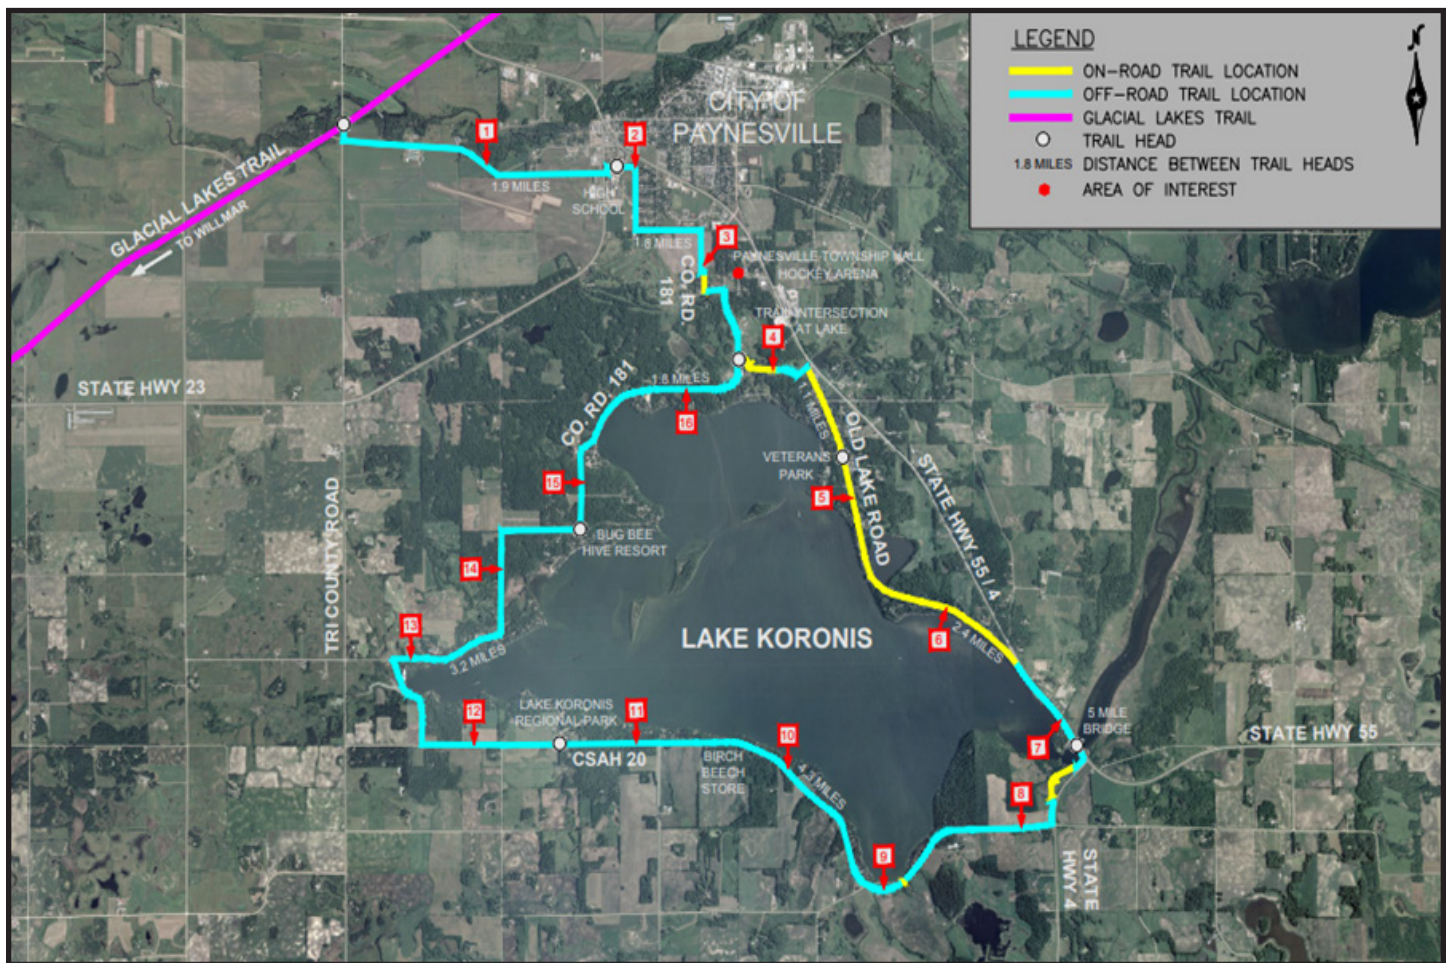 LEGEND
ON-ROAD TRAIL LOCATION
OFF-ROAD TRAIL LOCATION
GLACIAL LAKES TRAIL
TRAIL HEAD
1.8 MILES DISTANCE BETWEEN TRAIL HEADS
AREA OF INTEREST
N
CITY OF
PAYNESVILLE
1
2
GLACIAL LAKES TRAIL
TO WILLMAR
1.9 MILES
HIGH
SCHOOL
1.8 MILES
3
CO. RD.
181
PAYNESVILLE TOWNSHIP HALL
HOCKEY ARENA
TRAIL INTERSECTION
AT LAKE
4
STATE HWY 23
CO. RD. 181
1.6 MILES
16
1.1 MILES
OLD LAKE ROAD
VETERANS
PARK
STATE HWY 55 / 4
15
5
TRI COUNTY ROAD
BUG BEE
HIVE RESORT
14
13
3.2 MILES
LAKE KORONIS
6
2.4 MILES
LAKE KORONIS
REGIONAL PARK
12
11
10
CSAH 20
BIRCH
BEECH
STORE
4.3 MILES
7
5 MILE
BRIDGE
STATE HWY 55
8
9
STATE
HWY 4